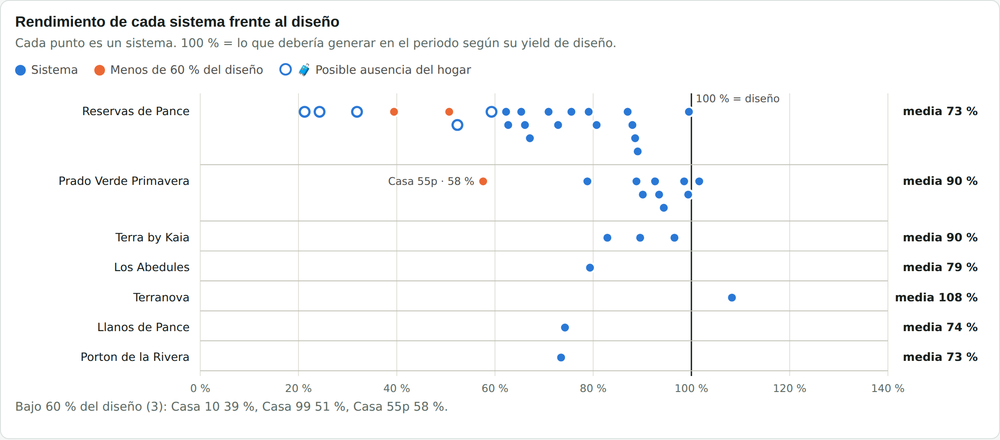 Rendimiento de cada sistema frente al diseño
Cada punto es un sistema. 100 % = lo que debería generar en el periodo según su yield de diseño.
Sistema
Menos de 60 % del diseño
Posible ausencia del hogar
100 % = diseño
Reservas de Pance
media 73 %
Prado Verde Primavera
Casa 55p · 58 %
media 90 %
Terra by Kaia
media 90 %
Los Abedules
media 79 %
Terranova
media 108 %
Llanos de Pance
media 74 %
Porton de la Rivera
media 73 %
0 %
20 %
40 %
60 %
80 %
100 %
120 %
140 %
Bajo 60 % del diseño (3): Casa 10 39 %, Casa 99 51 %, Casa 55p 58 %.